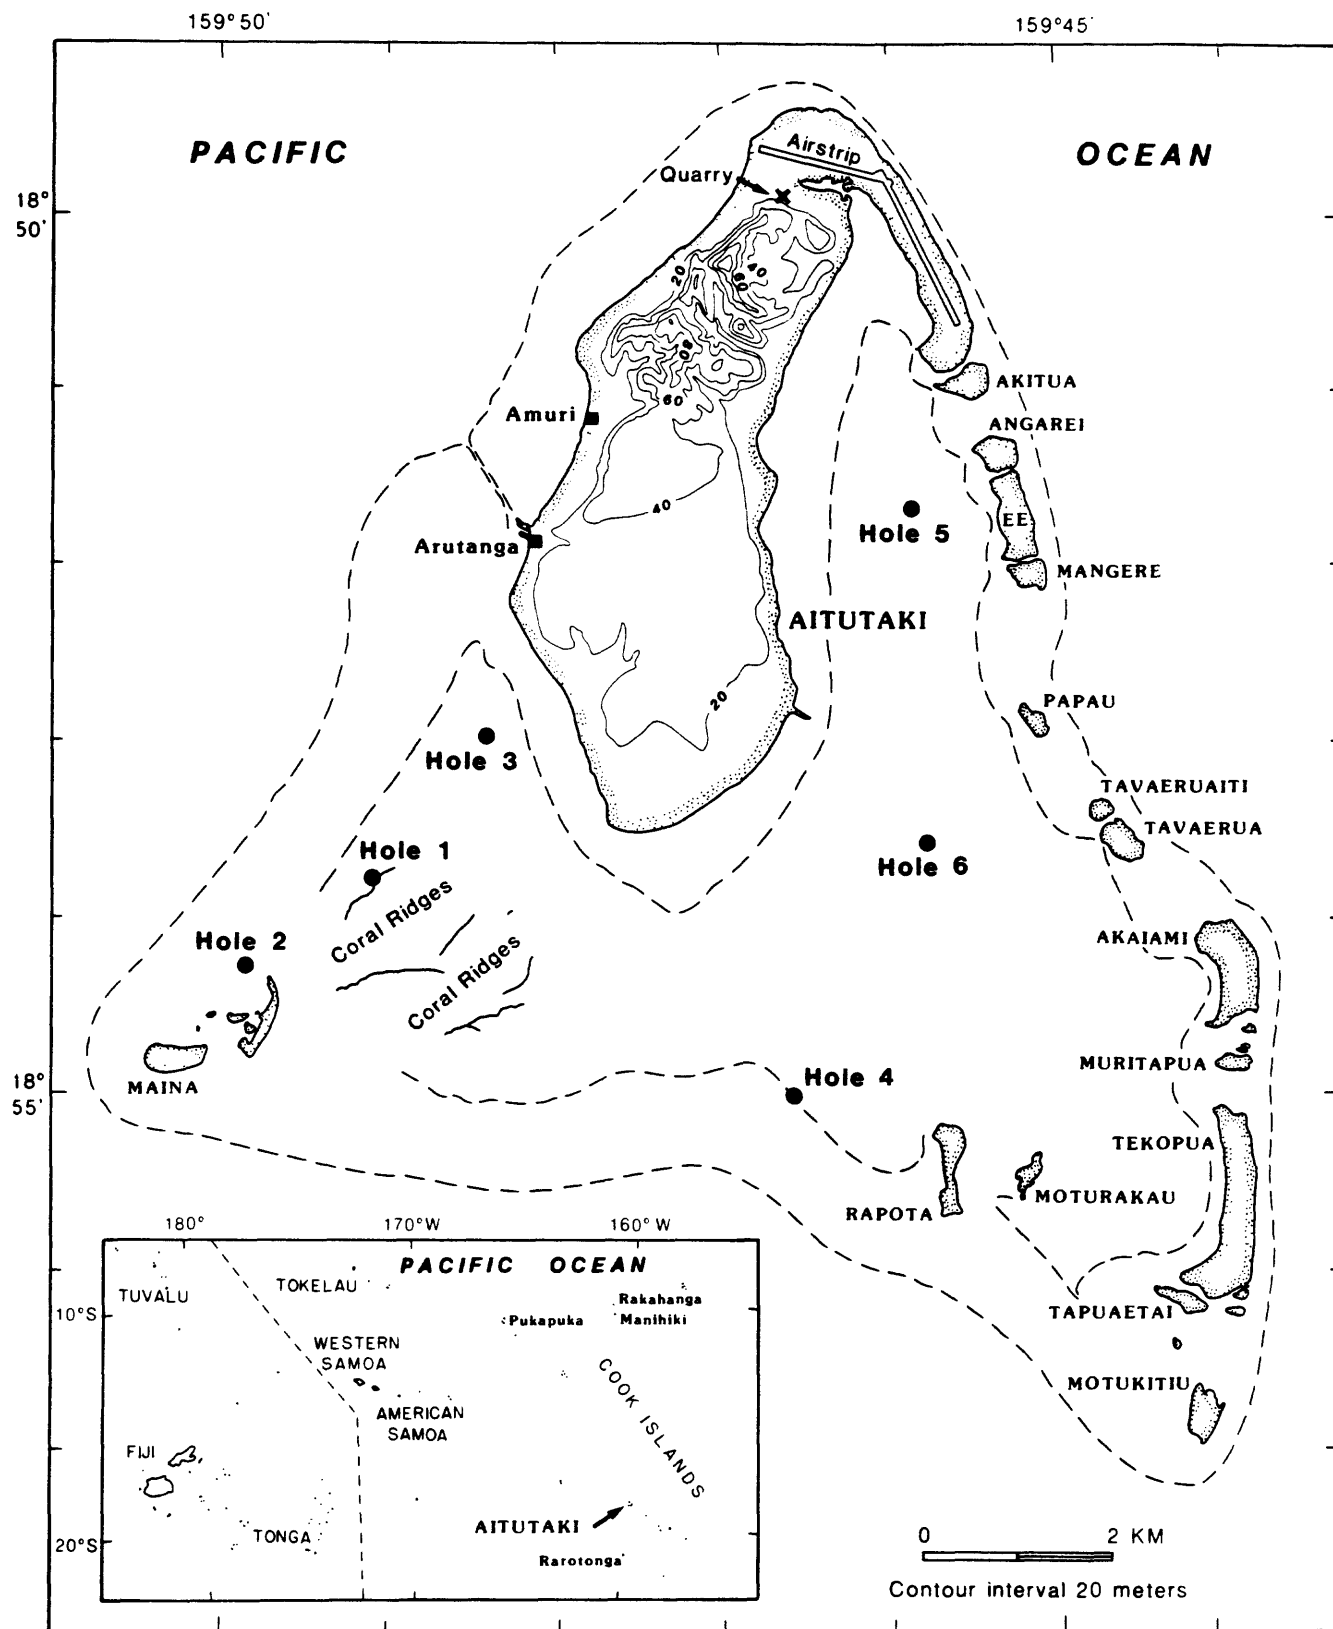 159°50'
159°45'
PACIFIC
OCEAN
Airstrip
Quarry
18°
50'
20
40
60
80
60
AKITUA
Amuri
ANGAREI
40
EE
Hole 5
Arutanga
MANGERE
AITUTAKI
20
PAPAU
Hole 3
TAVAERUAITI
TAVAERUA
Hole 1
Hole 6
Coral Ridges
Hole 2
AKAIAMI
Coral Ridges
MURITAPUA
Hole 4
18°
55'
MAINA
TEKOPUA
MOTURAKAU
RAPOTA
TAPUAETAI
MOTUKITIU
180°
170°W
160°W
PACIFIC OCEAN
TOKELAU
TUVALU
10°S
Rakahanga
Pukapuka
Manihiki
WESTERN
SAMOA
COOK ISLANDS
AMERICAN
SAMOA
FIJI
TONGA
AITUTAKI
20°S
Rarotonga
0
2 KM
Contour interval 20 meters